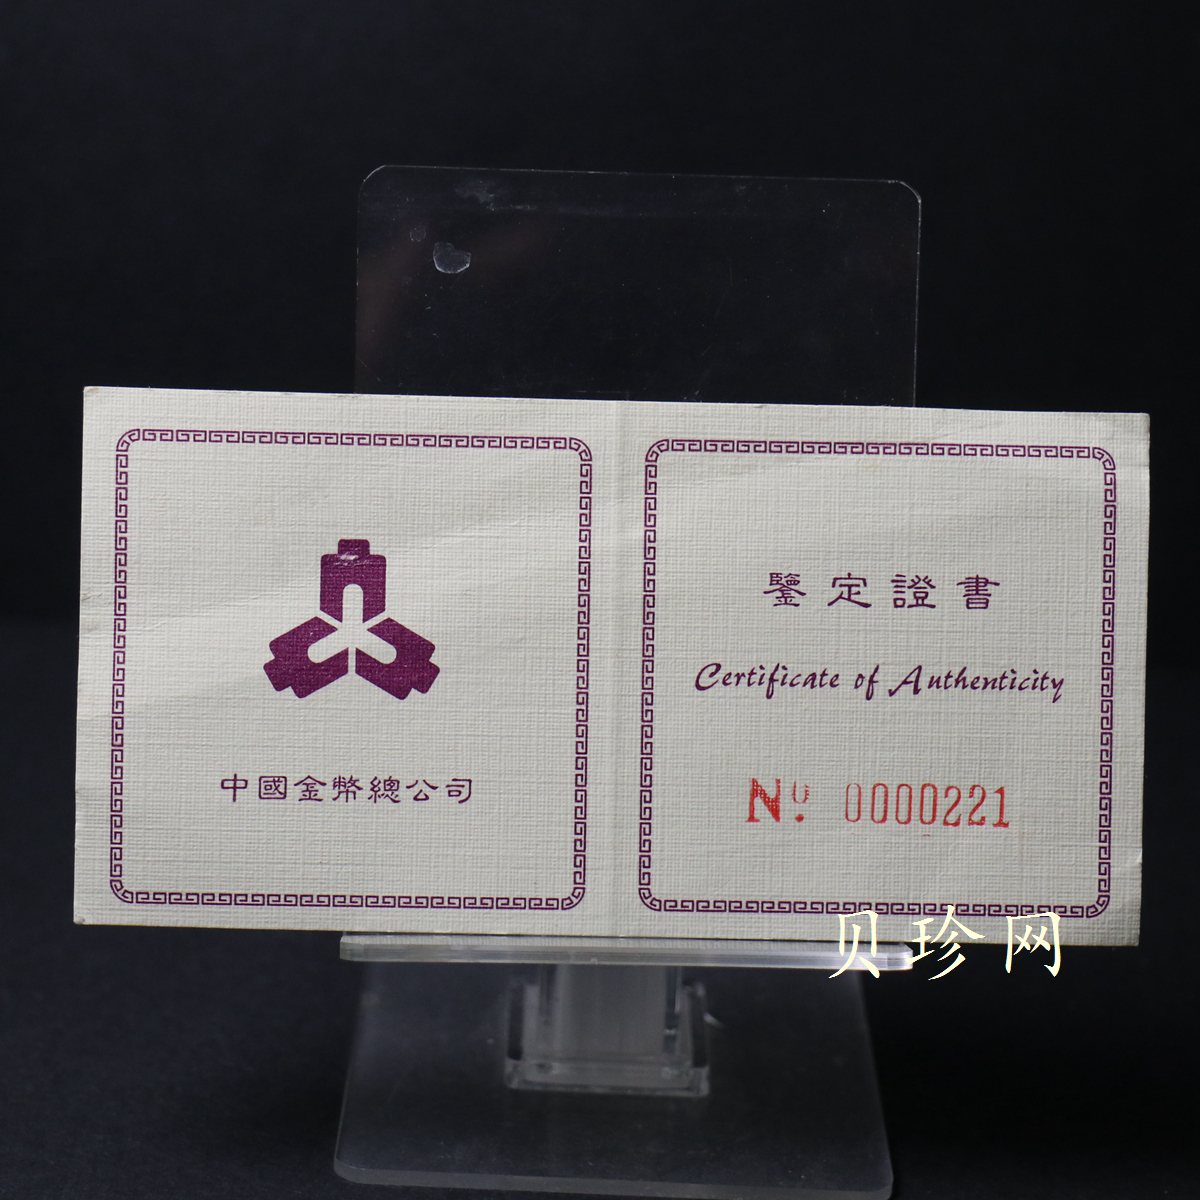 中國金幣總公司
鑒定證書
Certificate of Authenticity
Nº. 0000221
贝珍网